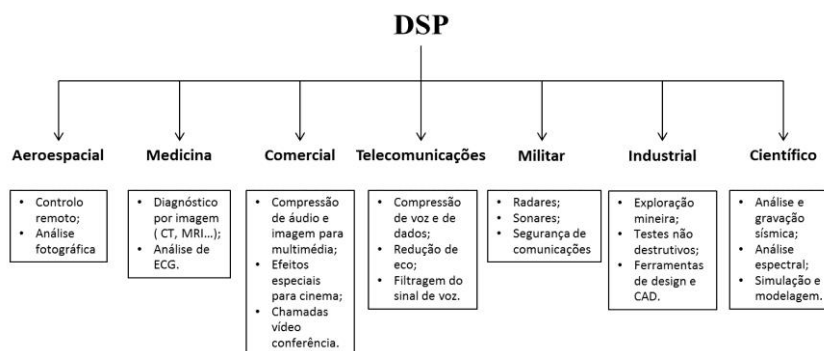 DSP
Aeroespacial
Medicina
Comercial
Telecomunicações
Militar
Industrial
Científico
• Controlo
remoto;
• Análise
fotográfica
• Diagnóstico
por imagem
( CT, MRI...);
• Análise de
ECG.
• Compressão
de áudio e
imagem para
multimédia;
• Efeitos
especiais
para cinema;
• Chamadas
vídeo
conferência.
• Compressão
de voz e de
dados;
• Redução de
eco;
• Filtragem do
sinal de voz.
• Radares;
• Sonares;
• Segurança de
comunicações
• Exploração
mineira;
• Testes não
destrutivos;
• Ferramentas
de design e
CAD.
• Análise e
gravação
sísmica;
• Análise
espectral;
• Simulação e
modelagem.